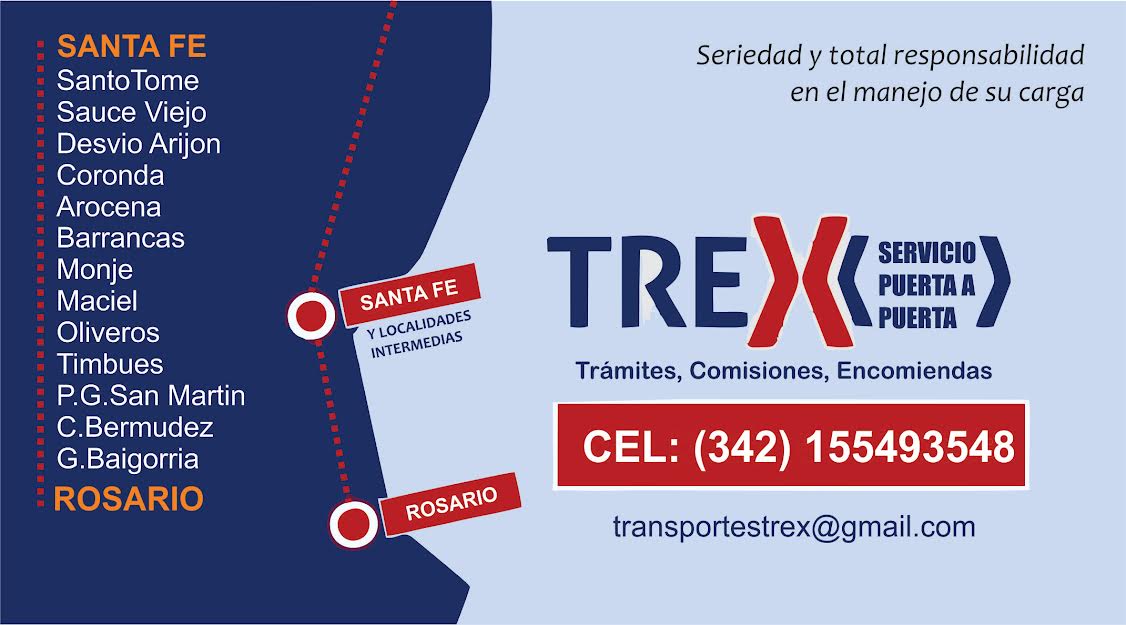 SANTA FE
SantoTome
Sauce Viejo
Desvio Arijon
Coronda
Arocena
Barrancas
Monje
Maciel
Oliveros
Timbues
P.G.San Martin
C.Bermudez
G.Baigorria
ROSARIO
SANTA FE
Y LOCALIDADES
INTERMEDIAS
ROSARIO
Seriedad y total responsabilidad
en el manejo de su carga
TREX
SERVICIO
PUERTA A
PUERTA
Trámites, Comisiones, Encomiendas
CEL: (342) 155493548
transportestrex@gmail.com